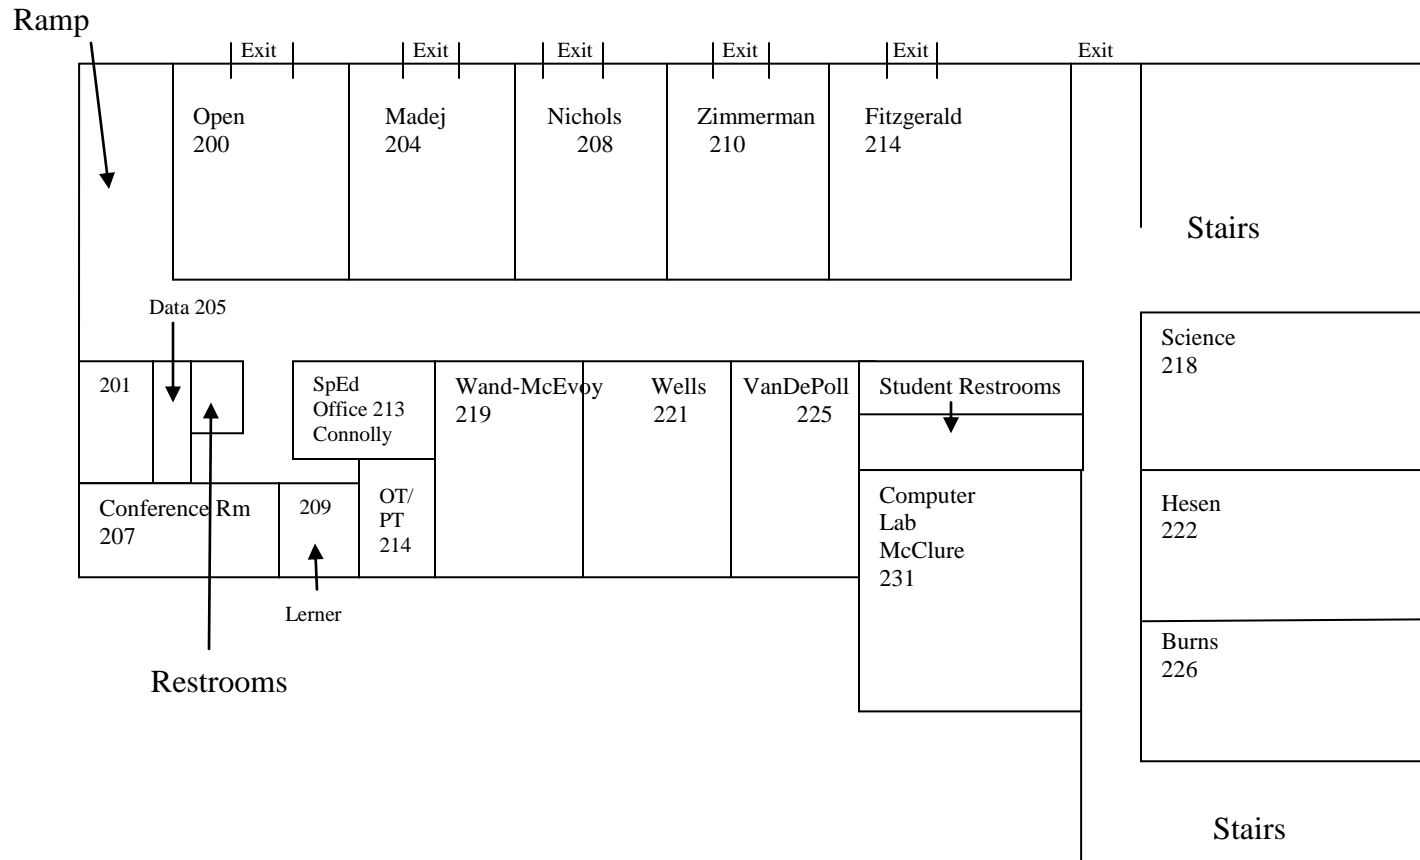 Ramp
Exit Exit Exit Exit Exit Exit
Open
200
Madej
204
Nichols
208
Zimmerman
210
Fitzgerald
214
Stairs
Data 205
201
SpEd
Office 213
Connolly
Wand-McEvoy
219
Wells
221
VanDePoll
225
Student Restrooms
Science
218
Conference Rm
207
209
OT/
PT
214
Computer
Lab
McClure
231
Hesen
222
Lerner
Burns
226
Restrooms
Stairs